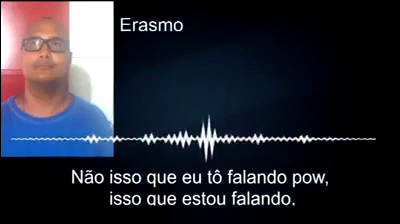 Erasmo
Não isso que eu tô falando pow,
isso que estou falando.